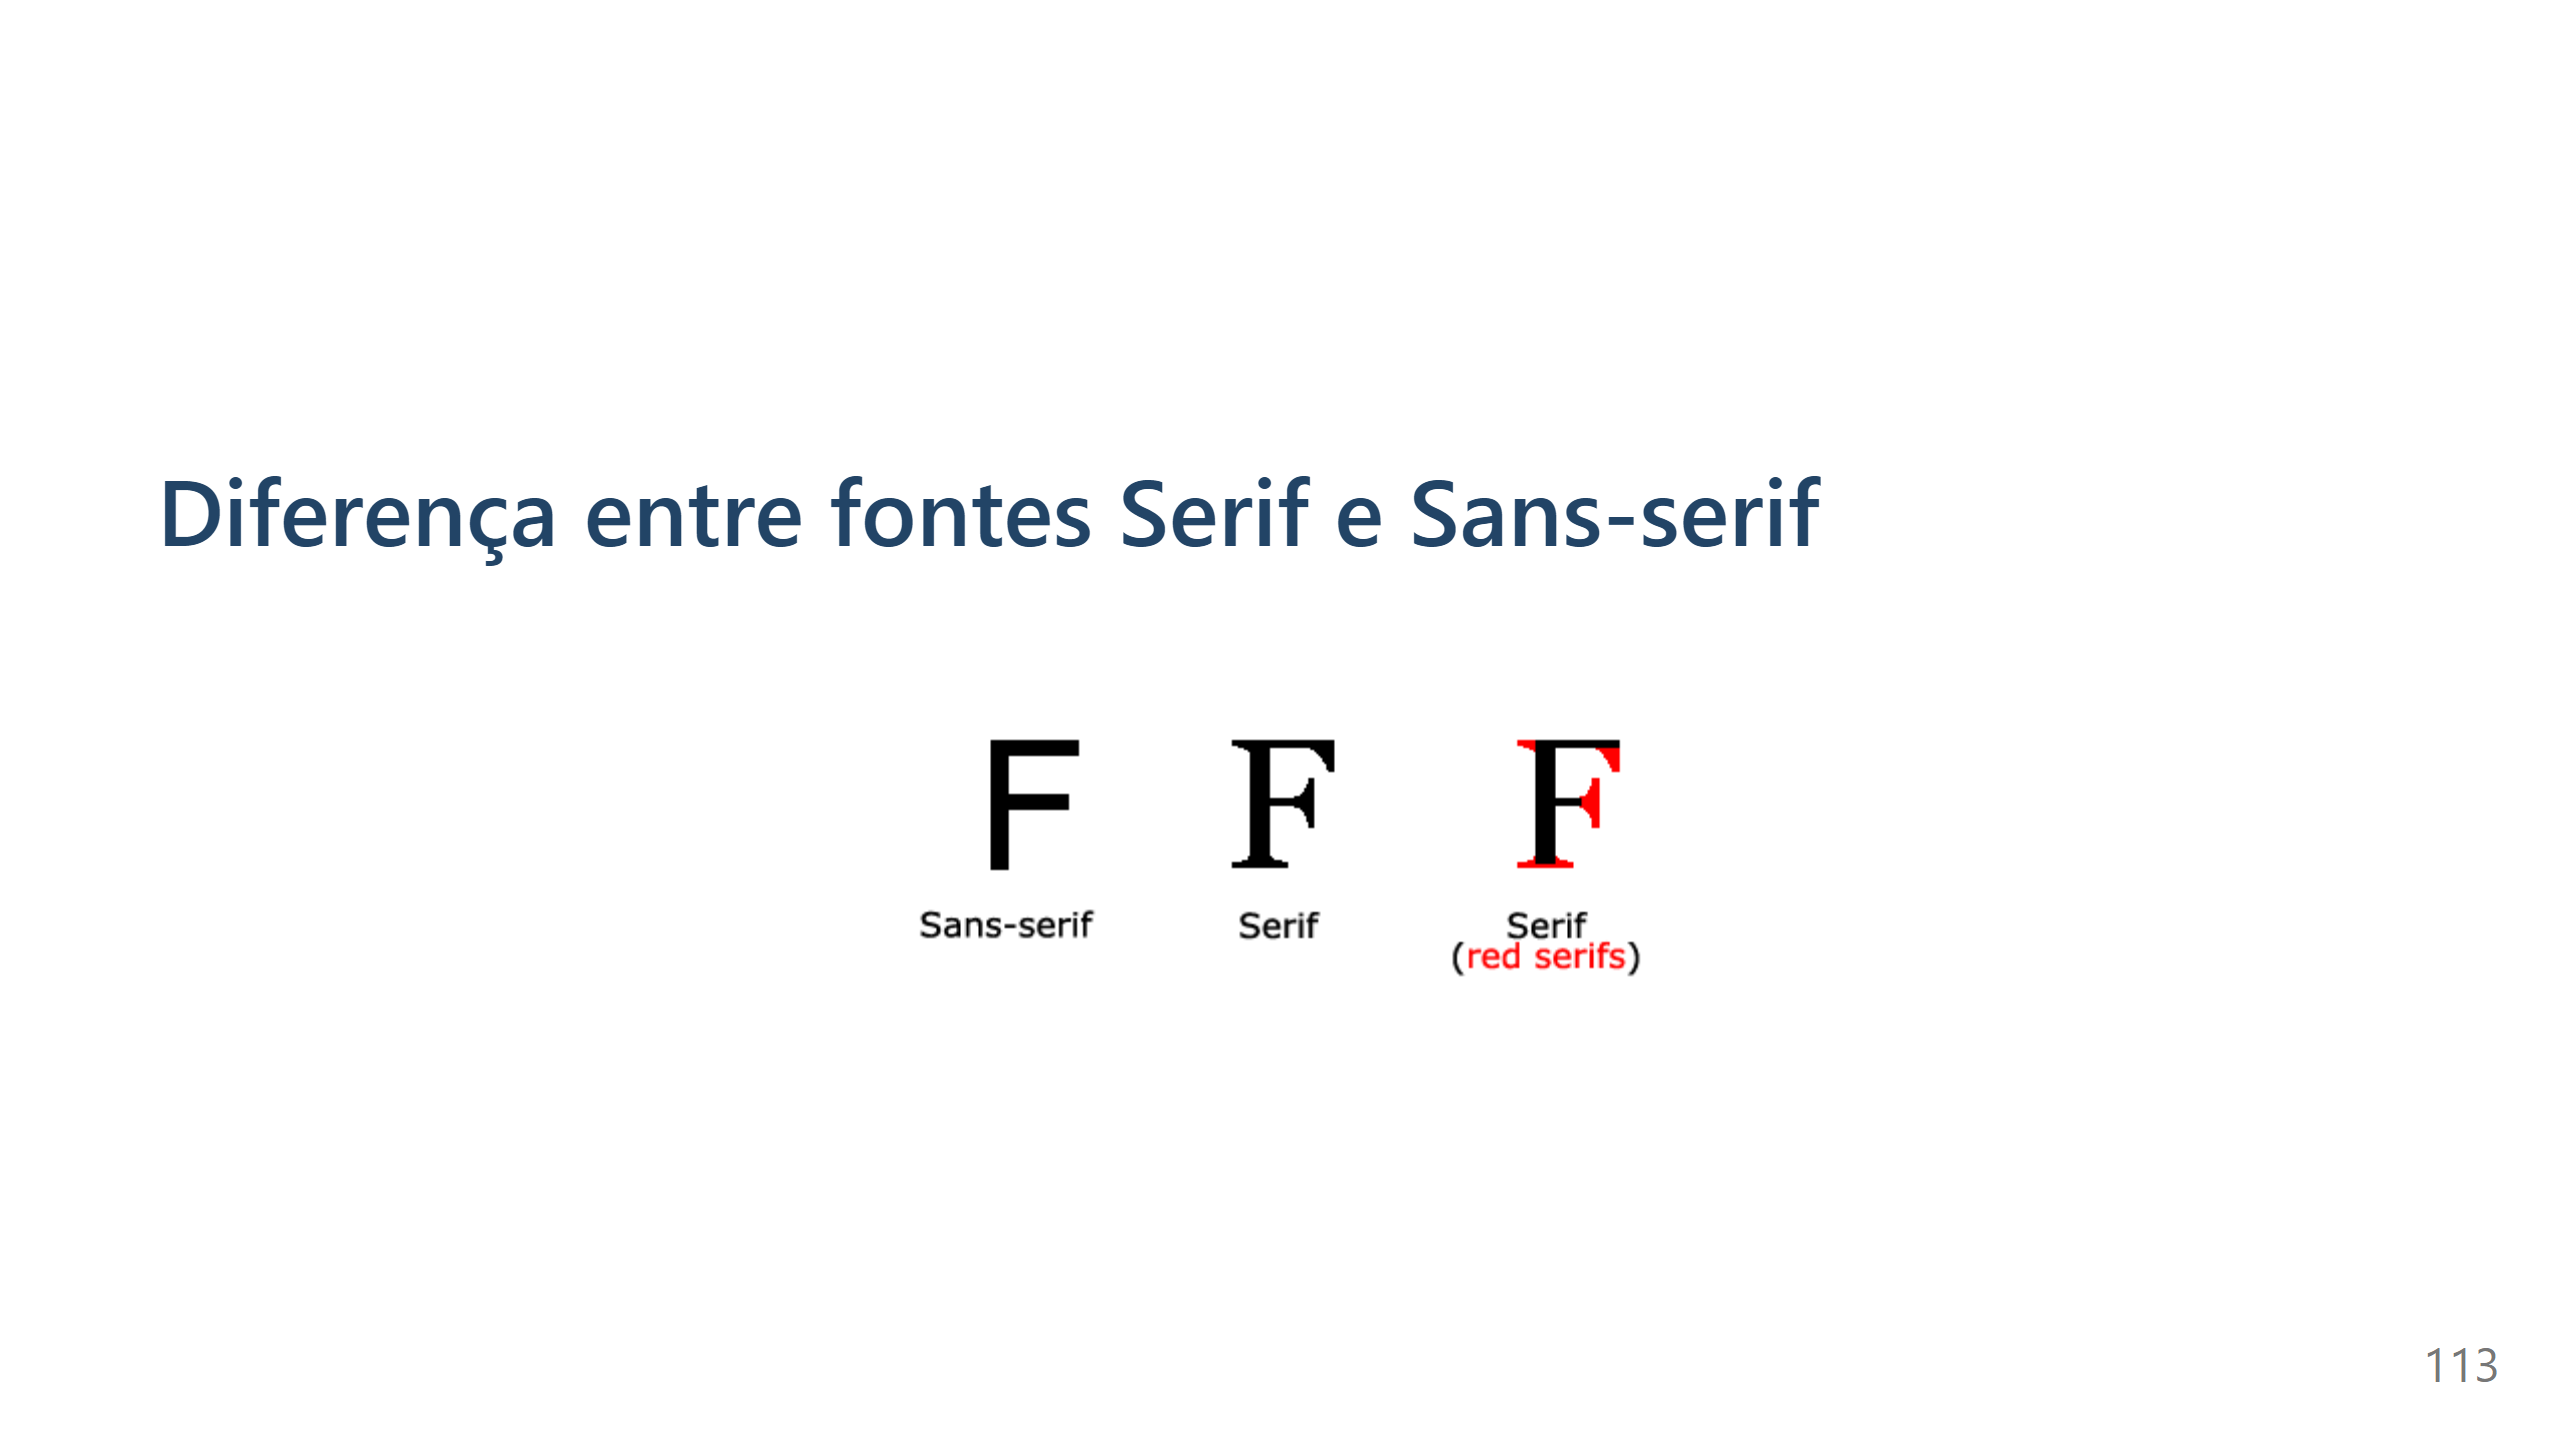 Diferença entre fontes Serif e Sans-serif
F F F
Sans-serif Serif Serif
(red serifs)
113